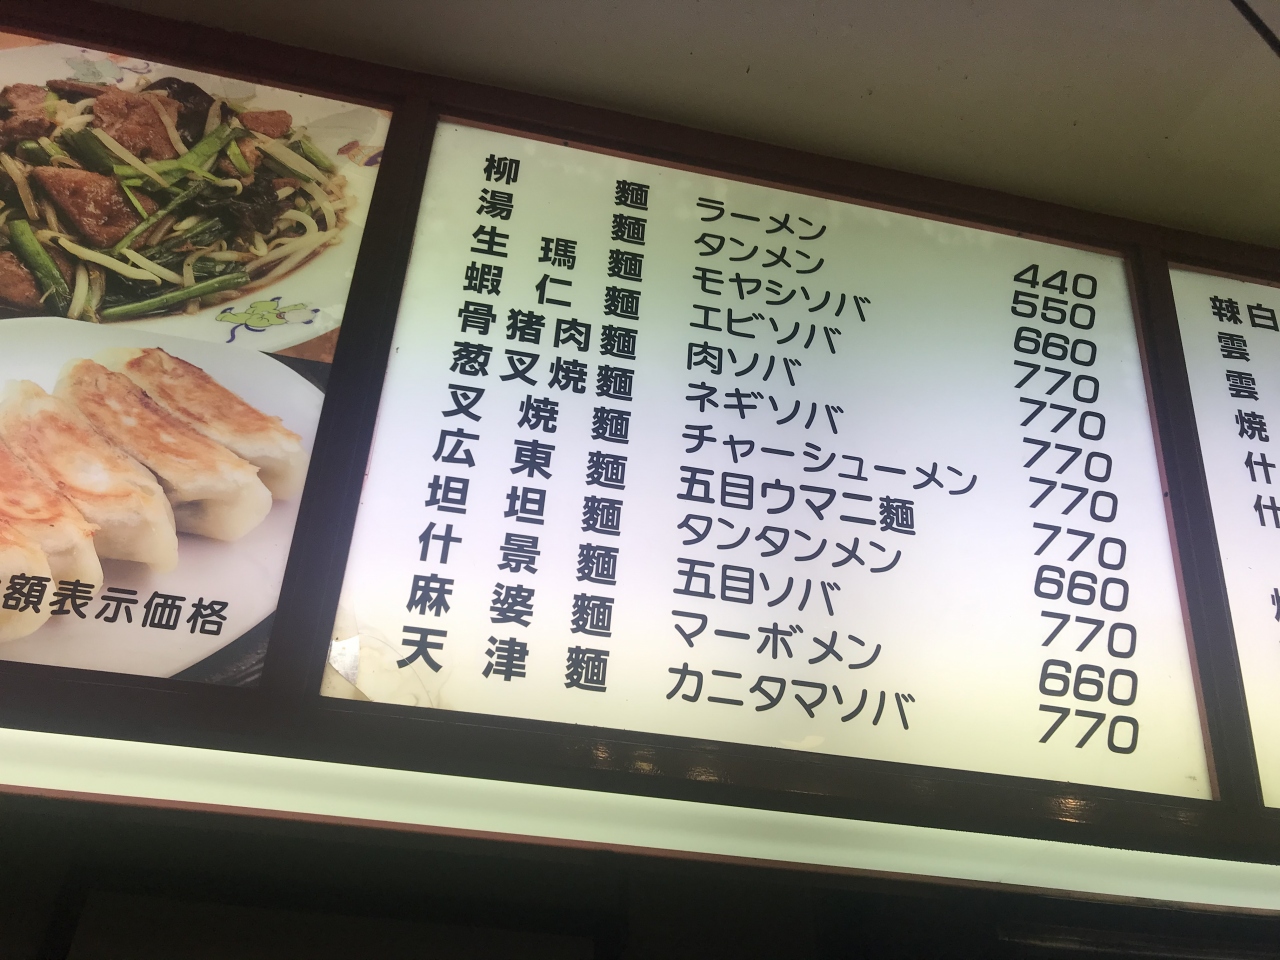 柳麺 ラーメン 440
湯麺 タンメン 550
生瑪麺 モヤシソバ 660
蝦仁麺 エビソバ 770
骨猪肉麺 肉ソバ 770
葱叉焼麺 ネギソバ 770
叉焼麺 チャーシューメン 770
広東麺 五目ウマニ麺 770
坦坦麺 タンタンメン 660
什景麺 五目ソバ 770
麻婆麺 マーボメン 660
天津麺 カニタマソバ 770
額表示価格
辣白
雲
雲
焼
什
什